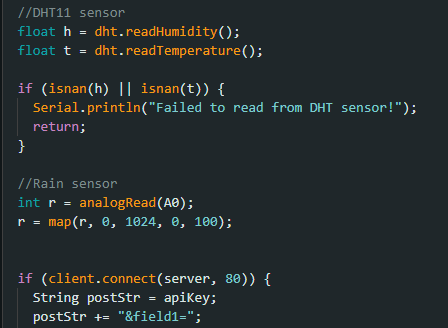 //DHT11 sensor
float h = dht.readHumidity();
float t = dht.readTemperature();
if (isnan(h) || isnan(t)) {
Serial.println("Failed to read from DHT sensor!");
return;
}
//Rain sensor
int r = analogRead(A0);
r = map(r, 0, 1024, 0, 100);
if (client.connect(server, 80)) {
String postStr = apiKey;
postStr += "&field1=";